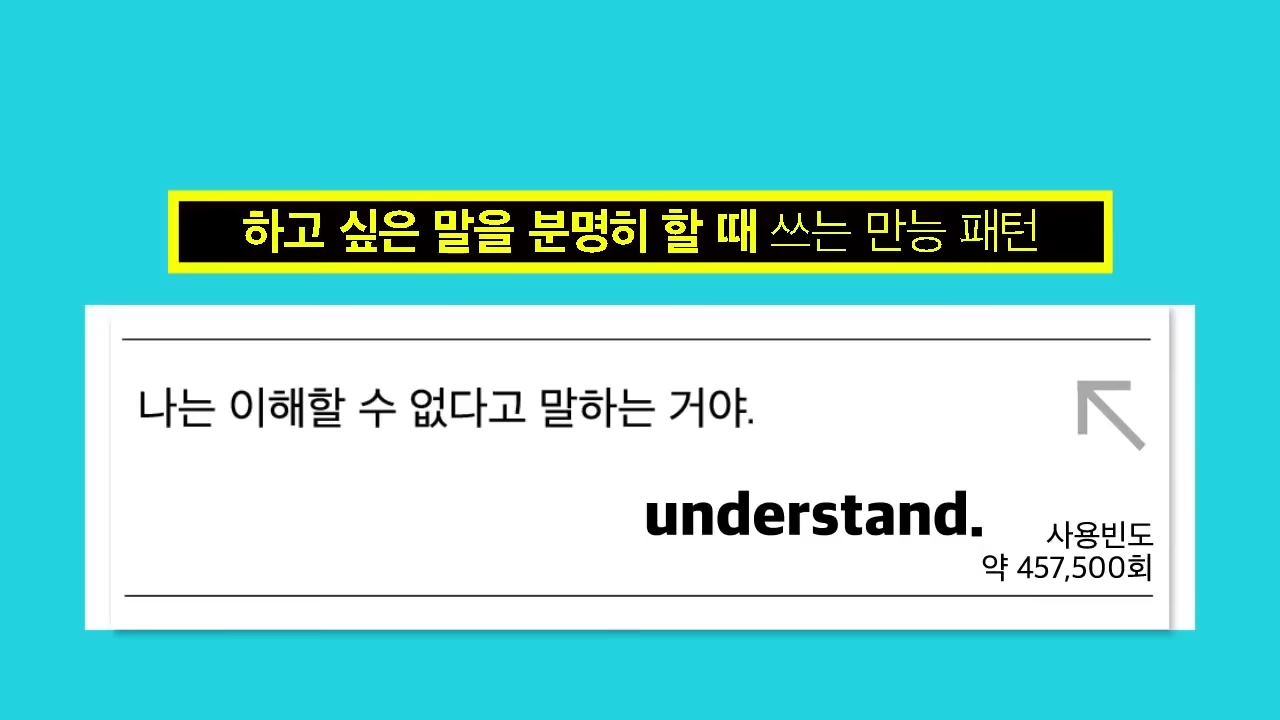 하고 싶은 말을 분명히 할 때 쓰는 만능 패턴
나는 이해할 수 없다고 말하는 거야.
understand.
사용빈도
약 457,500회